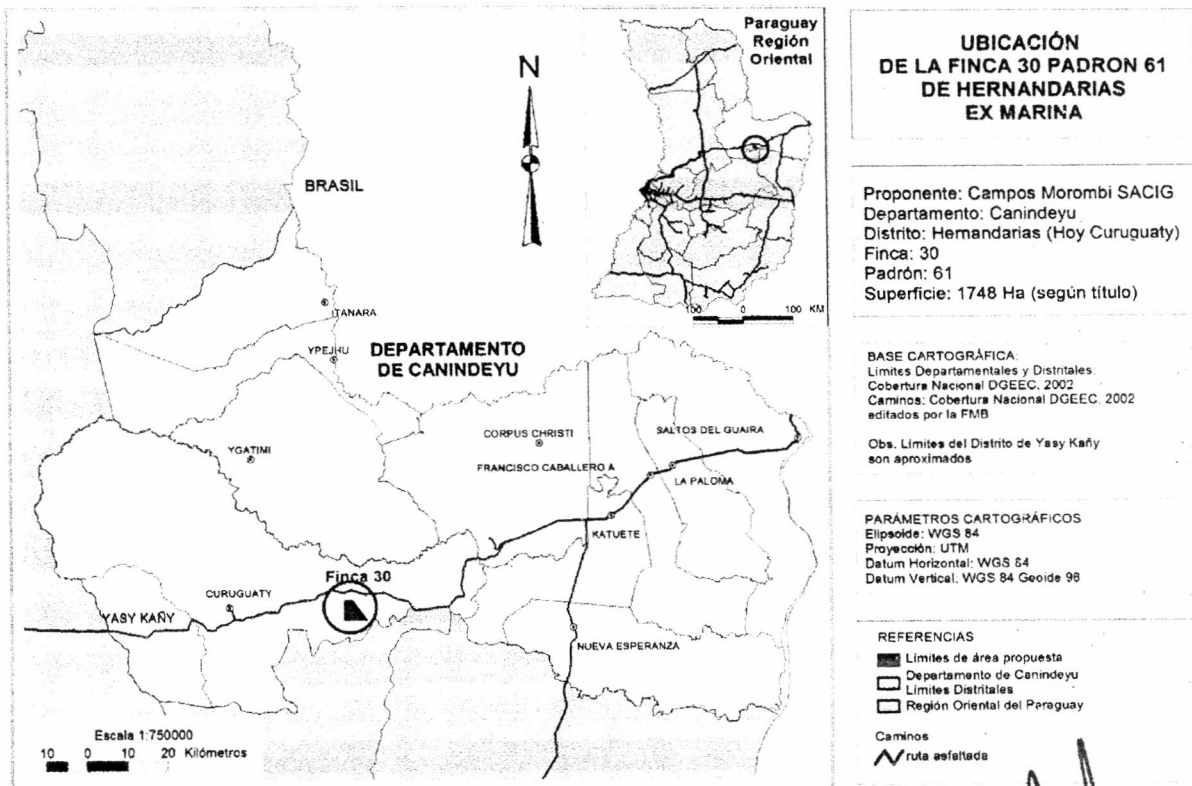 Paraguay
Región
Oriental
N
BRASIL
100 0 100 KM
ITANARA
YPEJHU
DEPARTAMENTO
DE CANINDEYU
CORPUS CHRISTI
SALTOS DEL GUAIRA
YGATIMI
FRANCISCO CABALLERO A
LA PALOMA
KATUETE
Finca 30
CURUGUATY
YASY KAÑY
NUEVA ESPERANZA
Escala 1:750000
10 0 10 20 Kilómetros
UBICACIÓN
DE LA FINCA 30 PADRON 61
DE HERNANDARIAS
EX MARINA
Proponente: Campos Morombi SACIG
Departamento: Canindeyu
Distrito: Hernandarias (Hoy Curuguaty)
Finca: 30
Padrón: 61
Superficie: 1748 Ha (según título)
BASE CARTOGRÁFICA:
Límites Departamentales y Distritales:
Cobertura Nacional DGEEC, 2002
Caminos: Cobertura Nacional DGEEC, 2002
editados por la FMB
Obs. Límites del Distrito de Yasy Kañy
son aproximados
PARÁMETROS CARTOGRÁFICOS
Elipsoide: WGS 84
Proyección: UTM
Datum Horizontal: WGS 84
Datum Vertical: WGS 84 Geoide 96
REFERENCIAS
Límites de área propuesta
Departamento de Canindeyu
Límites Distritales
Región Oriental del Paraguay
Caminos
ruta asfaltada